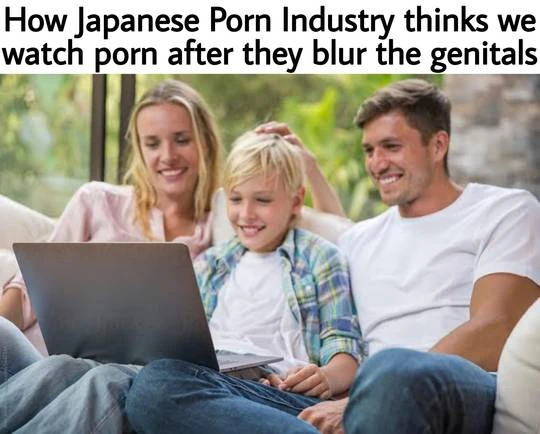 How Japanese Porn Industry thinks we
watch porn after they blur the genitals